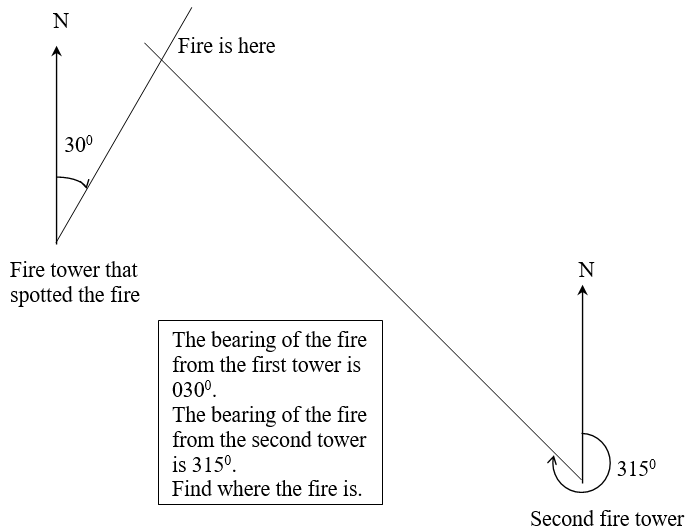 N
Fire is here
30⁰
Fire tower that
spotted the fire
N
The bearing of the fire
from the first tower is
030⁰.
The bearing of the fire
from the second tower
is 315⁰.
Find where the fire is.
315⁰
Second fire tower